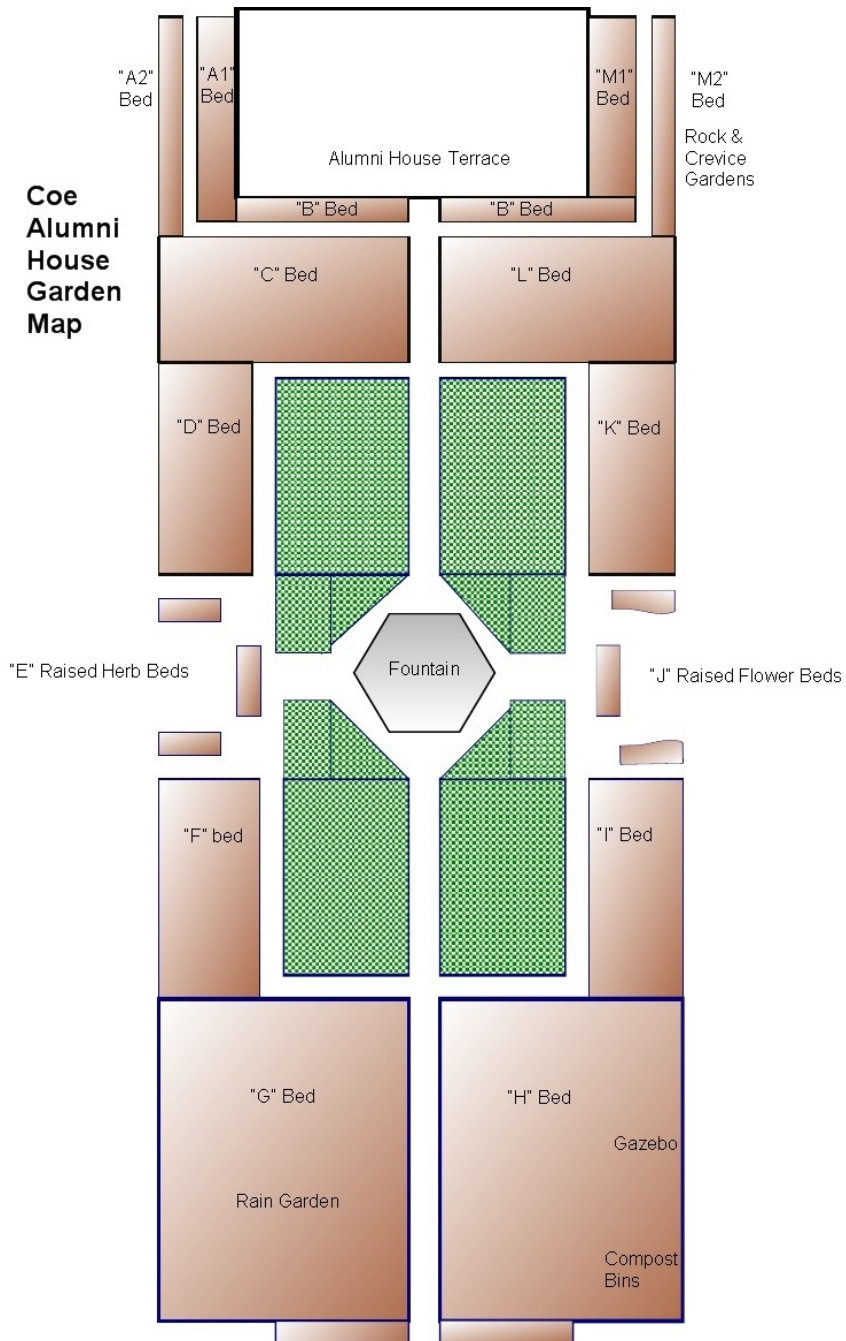 "A2"
Bed
"A1"
Bed
"M1"
Bed
"M2"
Bed
Rock &
Crevice
Gardens
Alumni House Terrace
"B" Bed
"B" Bed
Coe
Alumni
House
Garden
Map
"C" Bed
"L" Bed
"D" Bed
"K" Bed
"E" Raised Herb Beds
Fountain
"J" Raised Flower Beds
"F" bed
"I" Bed
"G" Bed
"H" Bed
Gazebo
Rain Garden
Compost
Bins